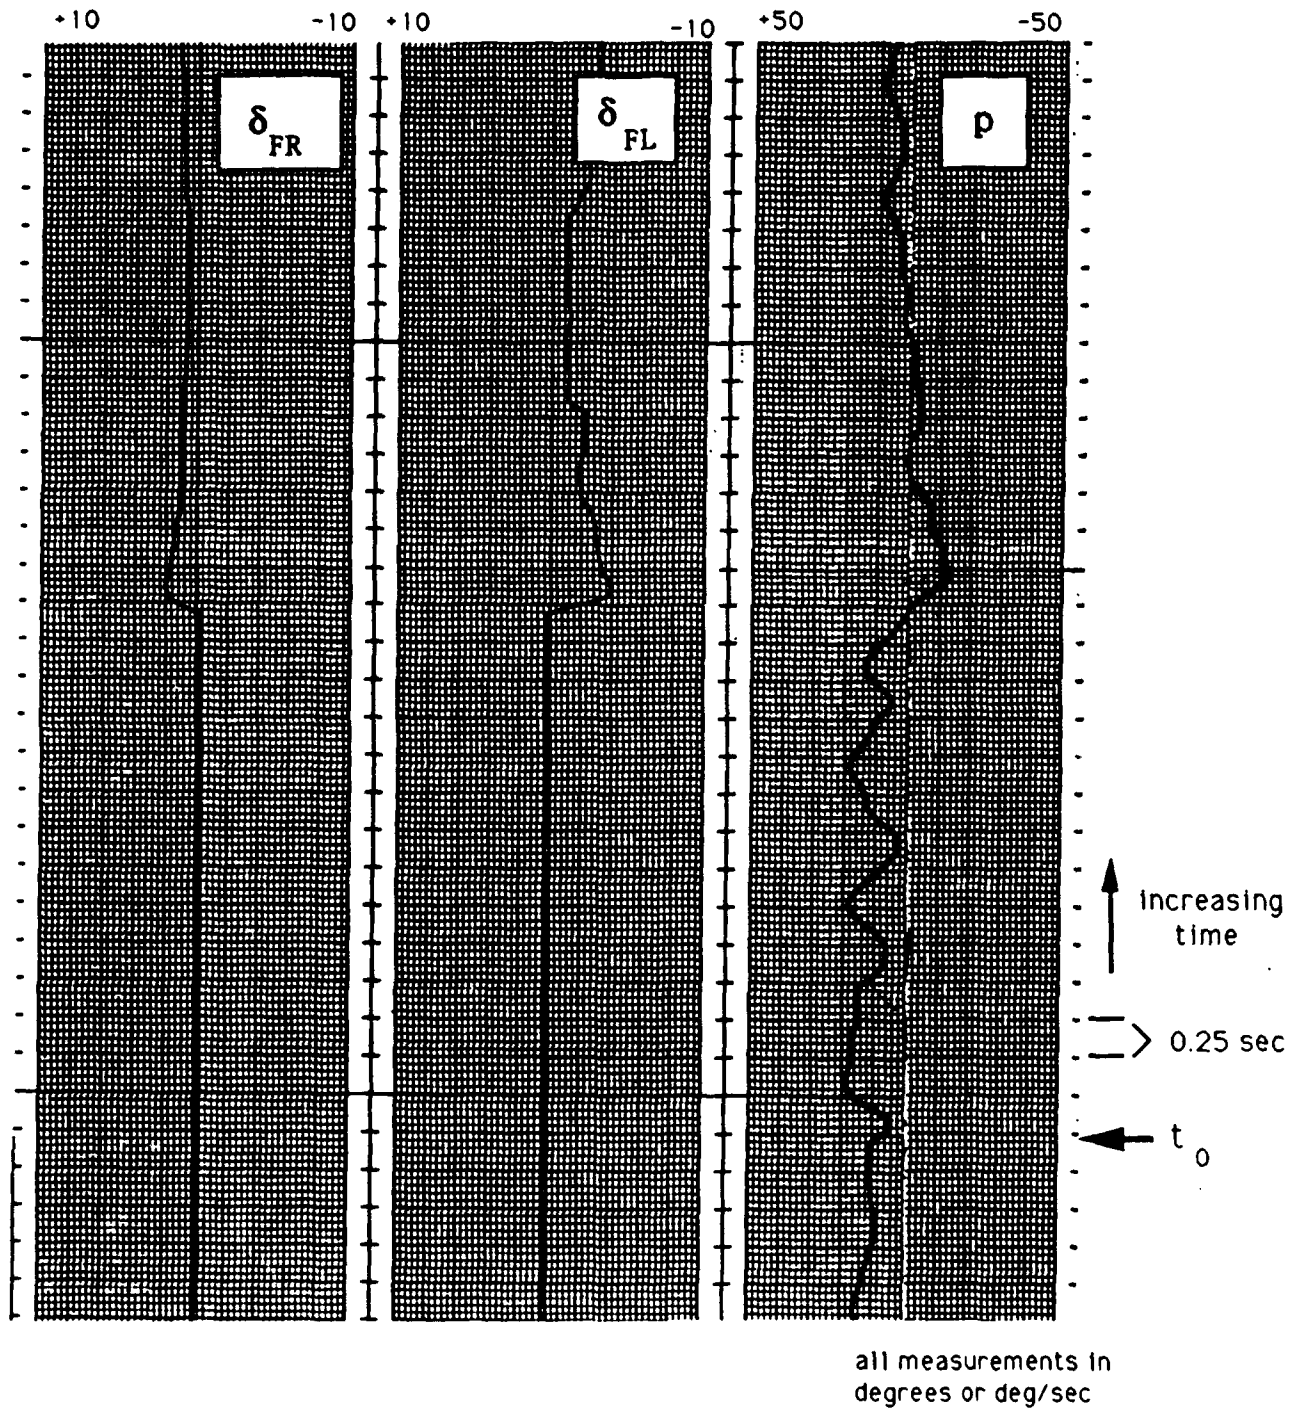 +10 -10 +10 -10 +50 -50
δFR δFL p
increasing
time
0.25 sec
t0
all measurements in
degrees or deg/sec